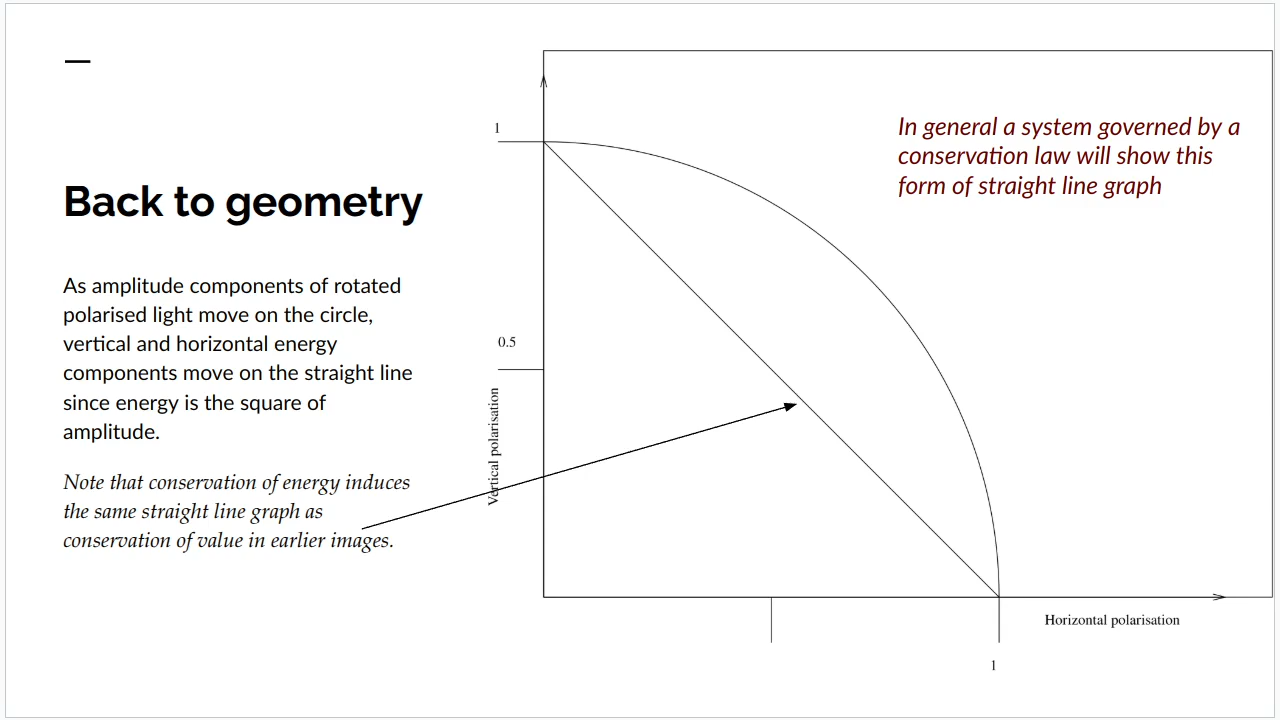 Back to geometry
As amplitude components of rotated
polarised light move on the circle,
vertical and horizontal energy
components move on the straight line
since energy is the square of
amplitude.
Note that conservation of energy induces
the same straight line graph as
conservation of value in earlier images.
In general a system governed by a
conservation law will show this
form of straight line graph
1
0.5
Vertical polarisation
Horizontal polarisation
1